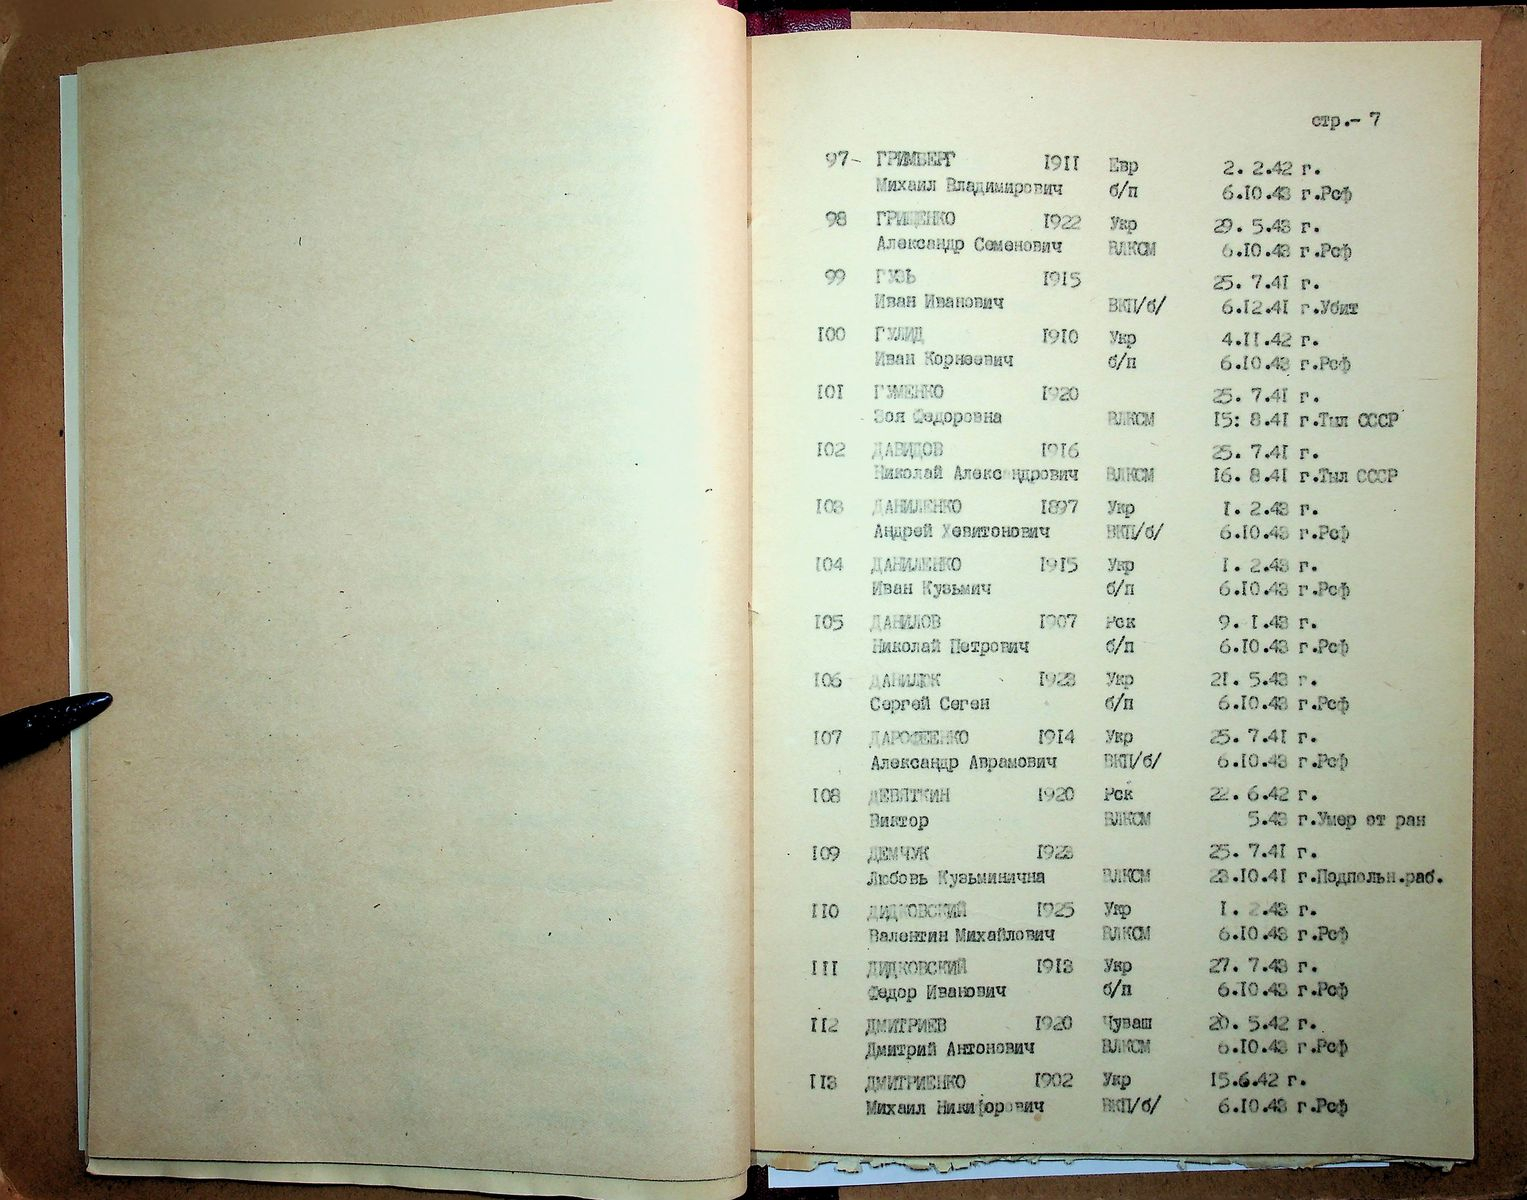 стр.- 7
97- ГРИМБЕРГ 1911 Евр 2. 2.42 г.
Михаил Владимирович б/п 6.10.43 г.Рсф
98 ГРИЩЕНКО 1922 Укр 29. 5.43 г.
Александр Семенович ВЛКСМ 6.10.43 г.Рсф
99 ГУЗЬ 1915 25. 7.41 г.
Иван Иванович ВКП/б/ 6.12.41 г.Убит
100 ГУЛИД 1910 Укр 4.11.42 г.
Иван Корнеевич б/п 6.10.43 г.Рсф
101 ГУМЕНКО 1920 25. 7.41 г.
Зоя Федоровна ВЛКСМ 15: 8.41 г.Тыл СССР
102 ДАВИДОВ 1916 25. 7.41 г.
Николай Александрович ВЛКСМ 16. 8.41 г.Тыл СССР
103 ДАНИЛЕНКО 1897 Укр 1. 2.43 г.
Андрей Хевитонович ВКП/б/ 6.10.43 г.Рсф
104 ДАНИЛЕНКО 1915 Укр 1. 2.43 г.
Иван Кузьмич б/п 6.10.43 г.Рсф
105 ДАНИЛОВ 1907 Рск 9. 1.43 г.
Николай Петрович б/п 6.10.43 г.Рсф
106 ДАНИЛЮК 1923 Укр 21. 5.43 г.
Сергей Сеген б/п 6.10.43 г.Рсф
107 ДАРОФЕЕНКО 1914 Укр 25. 7.41 г.
Александр Аврамович ВКП/б/ 6.10.43 г.Рсф
108 ДЕВЯТКИН 1920 Рск 22. 6.42 г.
Виктор ВЛКСМ 5.43 г.Умер от ран
109 ДЕМЧУК 1923 25. 7.41 г.
Любовь Кузьминична ВЛКСМ 23.10.41 г.Подпольн.раб.
110 ДИДКОВСКИЙ 1925 Укр 1. 2.43 г.
Валентин Михайлович ВЛКСМ 6.10.43 г.Рсф
111 ДИДКОВСКИЙ 1913 Укр 27. 7.43 г.
Федор Иванович б/п 6.10.43 г.Рсф
112 ДМИТРИЕВ 1920 Чуваш 20. 5.42 г.
Дмитрий Антонович ВЛКСМ 6.10.43 г.Рсф
113 ДМИТРИЕНКО 1902 Укр 15.6.42 г.
Михаил Никифорович ВКП/б/ 6.10.43 г.Рсф